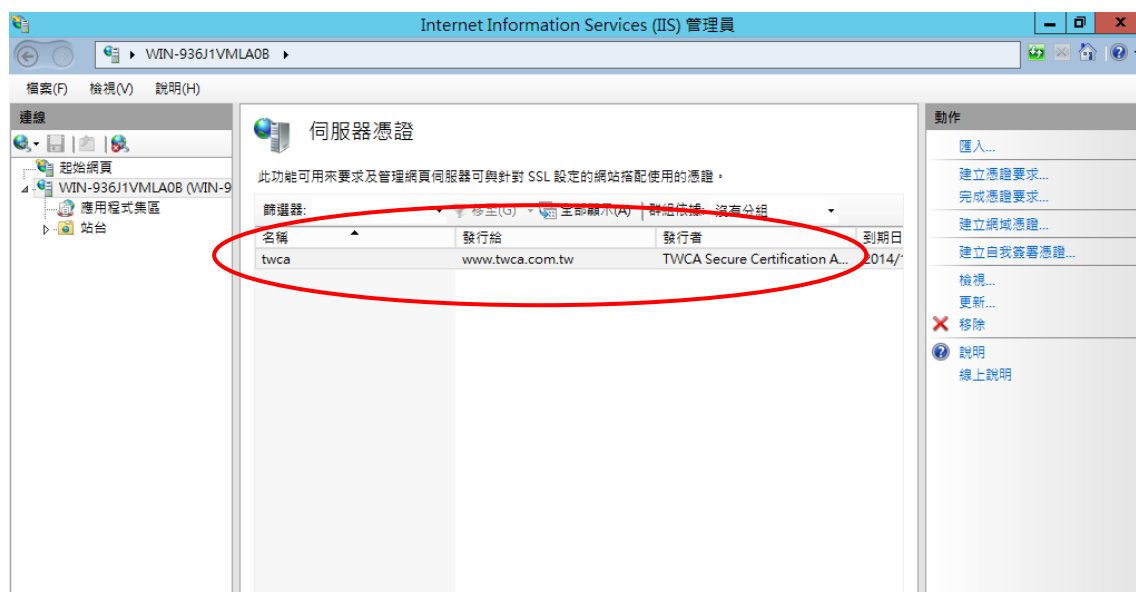 Internet Information Services (IIS) 管理員
WIN-936J1VMLA0B
檔案(F) 檢視(V) 說明(H)
連線
起始網頁
WIN-936J1VMLA0B (WIN-9
應用程式集區
站台
伺服器憑證
此功能可用來要求及管理網頁伺服器可與針對 SSL 設定的網站搭配使用的憑證。
篩選器: 移至(G) 全部顯示(A) 群組依據: 沒有分組
名稱 發行給 發行者 到期日
twca www.twca.com.tw TWCA Secure Certification A... 2014/
動作
匯入...
建立憑證要求...
完成憑證要求...
建立網域憑證...
建立自我簽署憑證...
檢視...
更新...
移除
說明
線上說明